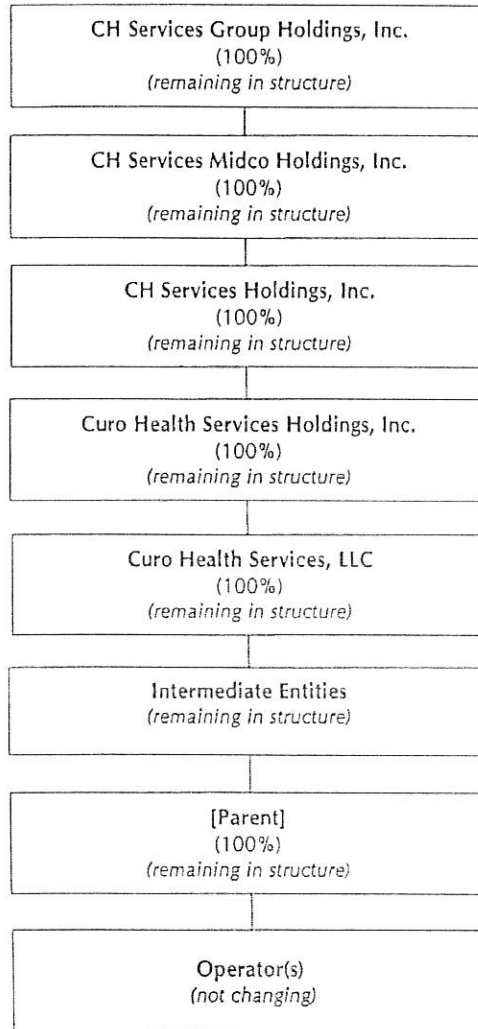 CH Services Group Holdings, Inc.
(100%)
(remaining in structure)
CH Services Midco Holdings, Inc.
(100%)
(remaining in structure)
CH Services Holdings, Inc.
(100%)
(remaining in structure)
Curo Health Services Holdings, Inc.
(100%)
(remaining in structure)
Curo Health Services, LLC
(100%)
(remaining in structure)
Intermediate Entities
(remaining in structure)
[Parent]
(100%)
(remaining in structure)
Operator(s)
(not changing)